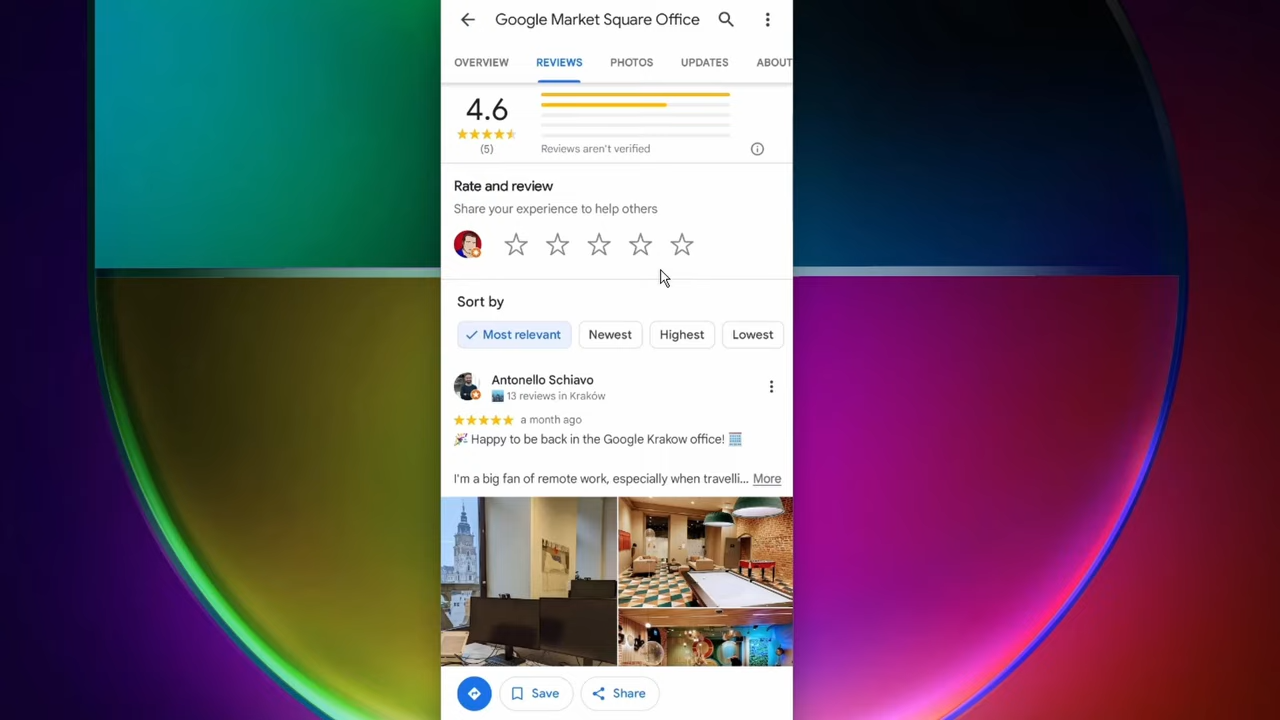 Google Market Square Office
OVERVIEW REVIEWS PHOTOS UPDATES ABOUT
4.6
(5)
Reviews aren't verified
Rate and review
Share your experience to help others
Sort by
Most relevant Newest Highest Lowest
Antonello Schiavo
13 reviews in Kraków
a month ago
🎉 Happy to be back in the Google Krakow office! 🏢
I'm a big fan of remote work, especially when travelli... More
Save Share